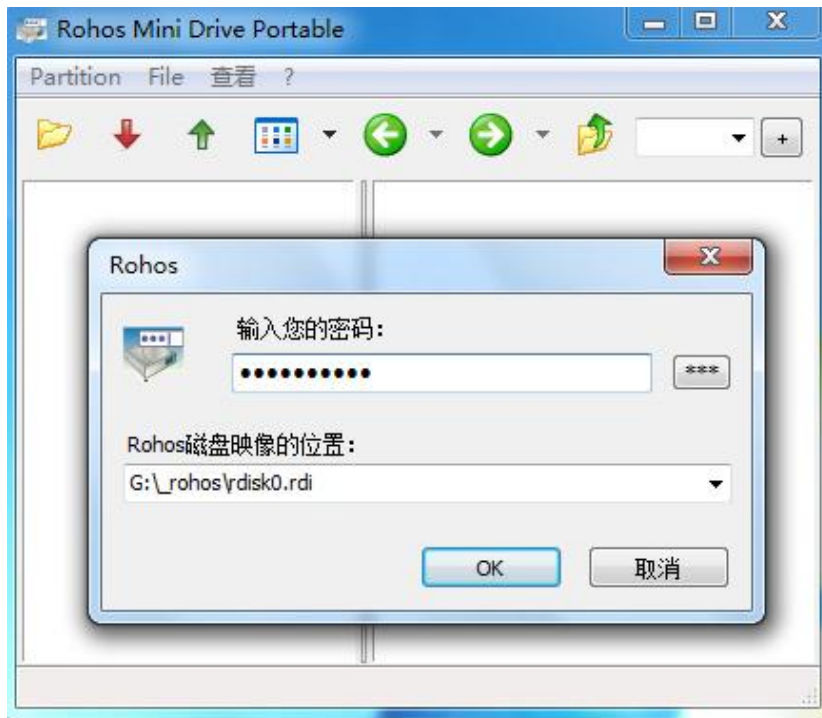 Rohos Mini Drive Portable
Partition File 查看 ?
+
Rohos
输入您的密码:
●●●●●●●●●●
***
Rohos磁盘映像的位置:
G:\_rohos\rdisk0.rdi
OK 取消